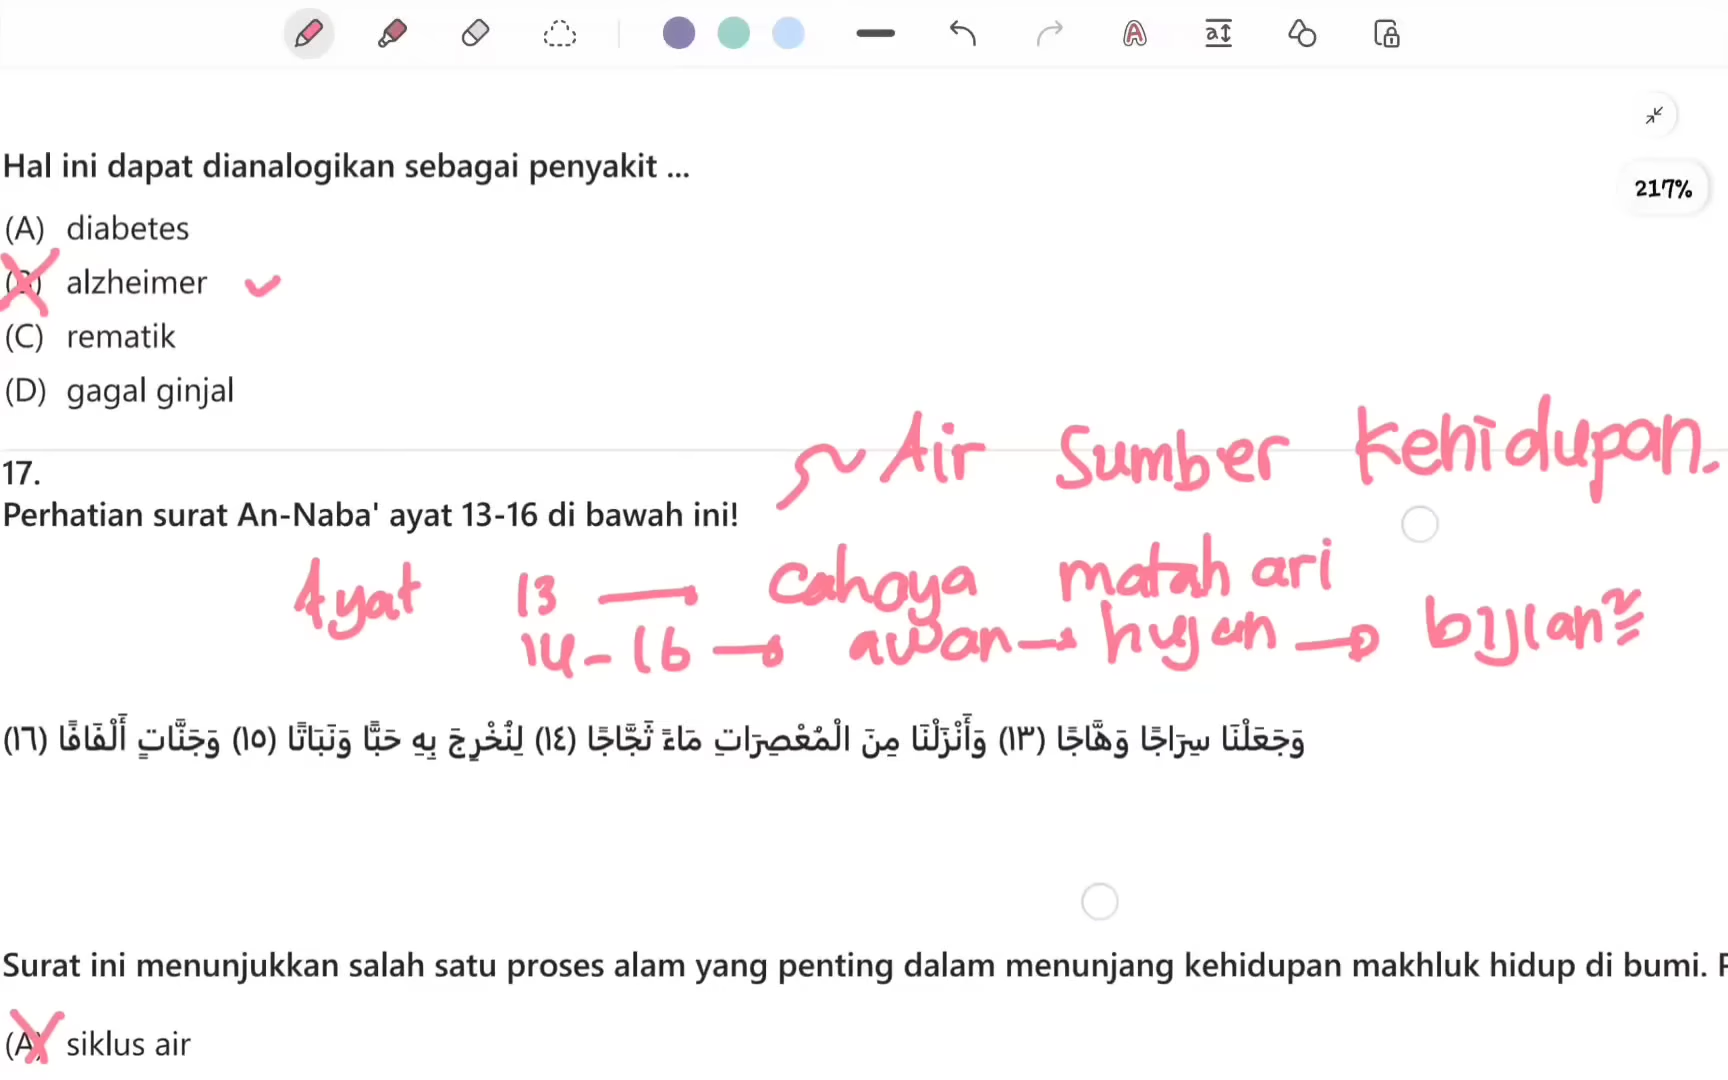 217%
Hal ini dapat dianalogikan sebagai penyakit ...
(A) diabetes
alzheimer
(C) rematik
(D) gagal ginjal
Air Sumber Kehidupan.
17.
Perhatian surat An-Naba' ayat 13-16 di bawah ini!
Ayat 13 → cahaya matahari
14-16 → awan → hujan → bijian²
وَجَعَلْنَا سِرَاجًا وَهَّاجًا (١٣) وَأَنْزَلْنَا مِنَ الْمُعْصِرَاتِ مَاءً ثَجَّاجًا (١٤) لِنُخْرِجَ بِهِ حَبًّا وَنَبَاتًا (١٥) وَجَنَّاتٍ أَلْفَافًا (١٦)
Surat ini menunjukkan salah satu proses alam yang penting dalam menunjang kehidupan makhluk hidup di bumi.
(A) siklus air